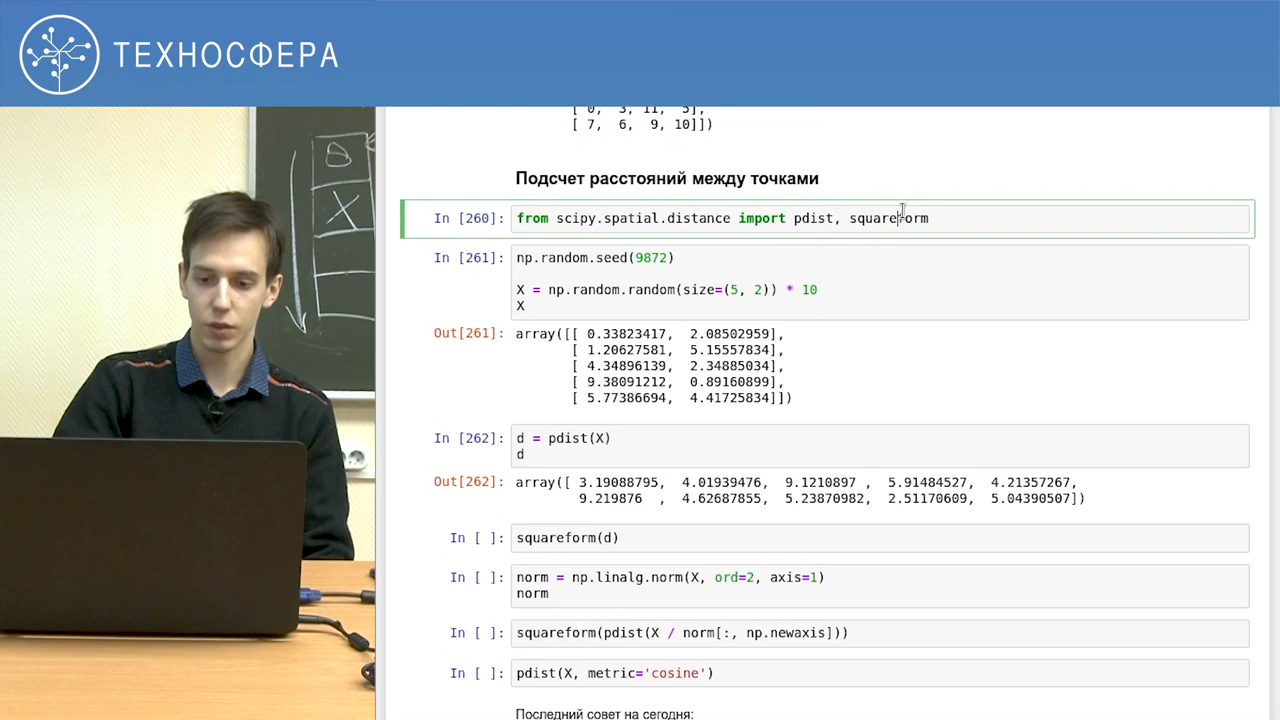 ТЕХНОСФЕРА
[ 0, 3, 11, 5],
[ 7, 6, 9, 10]])
Подсчет расстояний между точками
In [260]: from scipy.spatial.distance import pdist, squareform
In [261]: np.random.seed(9872)
X = np.random.random(size=(5, 2)) * 10
X
Out[261]: array([[ 0.33823417, 2.08502959],
[ 1.20627581, 5.15557834],
[ 4.34896139, 2.34885034],
[ 9.38091212, 0.89160899],
[ 5.77386694, 4.41725834]])
In [262]: d = pdist(X)
d
Out[262]: array([ 3.19088795, 4.01939476, 9.1210897 , 5.91484527, 4.21357267,
9.219876 , 4.62687855, 5.23870982, 2.51170609, 5.04390507])
In [ ]: squareform(d)
In [ ]: norm = np.linalg.norm(X, ord=2, axis=1)
norm
In [ ]: squareform(pdist(X / norm[:, np.newaxis]))
In [ ]: pdist(X, metric='cosine')
Последний совет на сегодня: